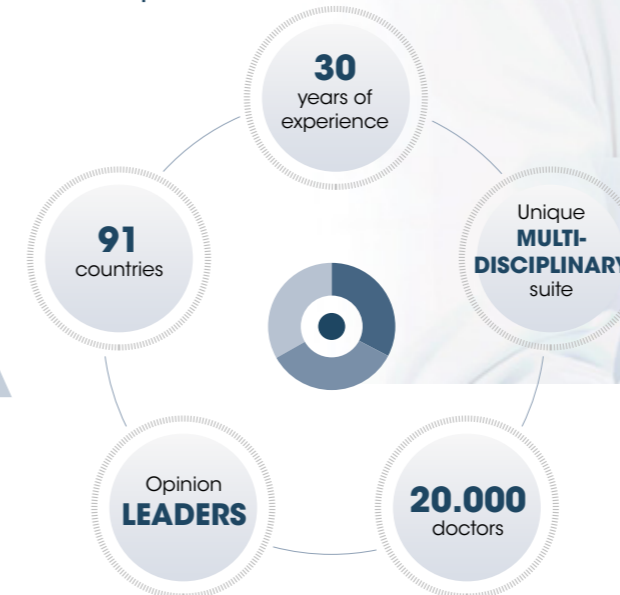 30
years of
experience
Unique
MULTI-
DISCIPLINARY
suite
91
countries
Opinion
LEADERS
20.000
doctors